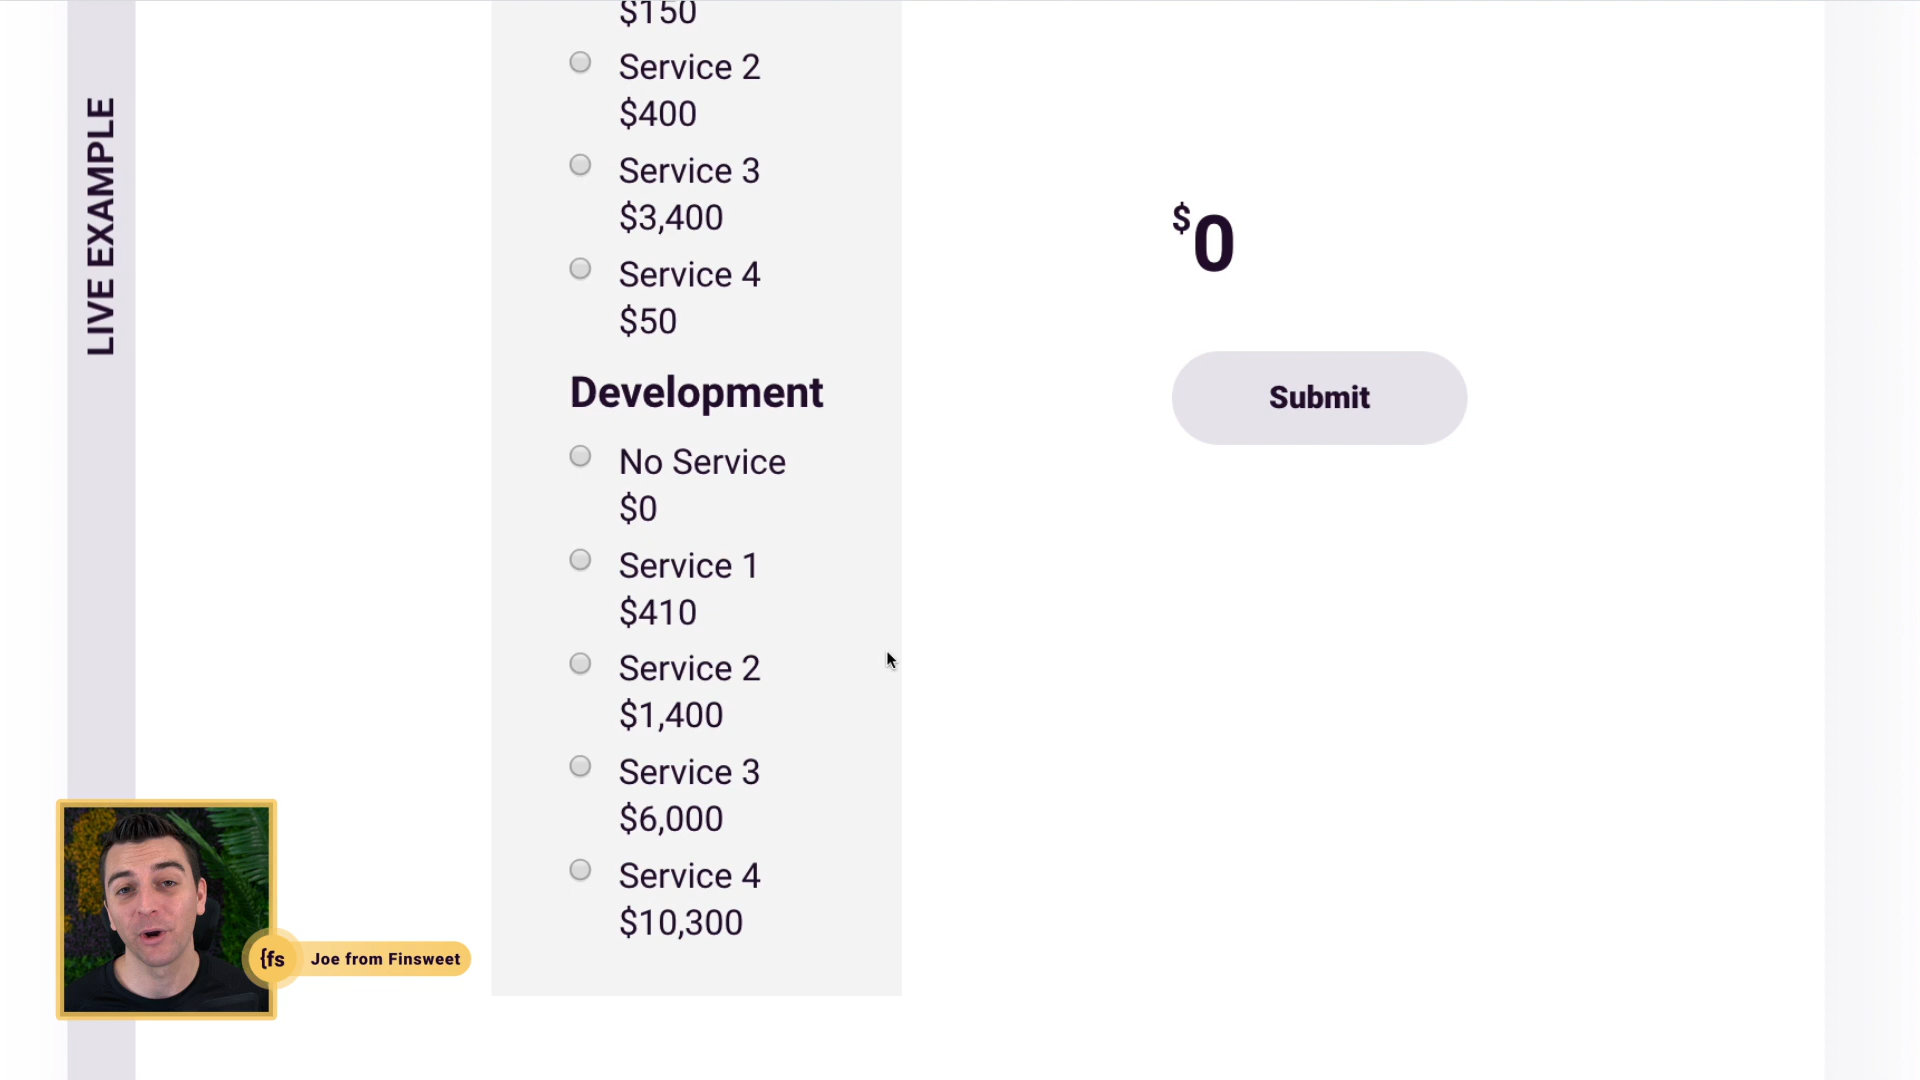 LIVE EXAMPLE
$150
Service 2
$400
Service 3
$3,400
Service 4
$50
Development
No Service
$0
Service 1
$410
Service 2
$1,400
Service 3
$6,000
Service 4
$10,300
$0
Submit
{fs
Joe from Finsweet